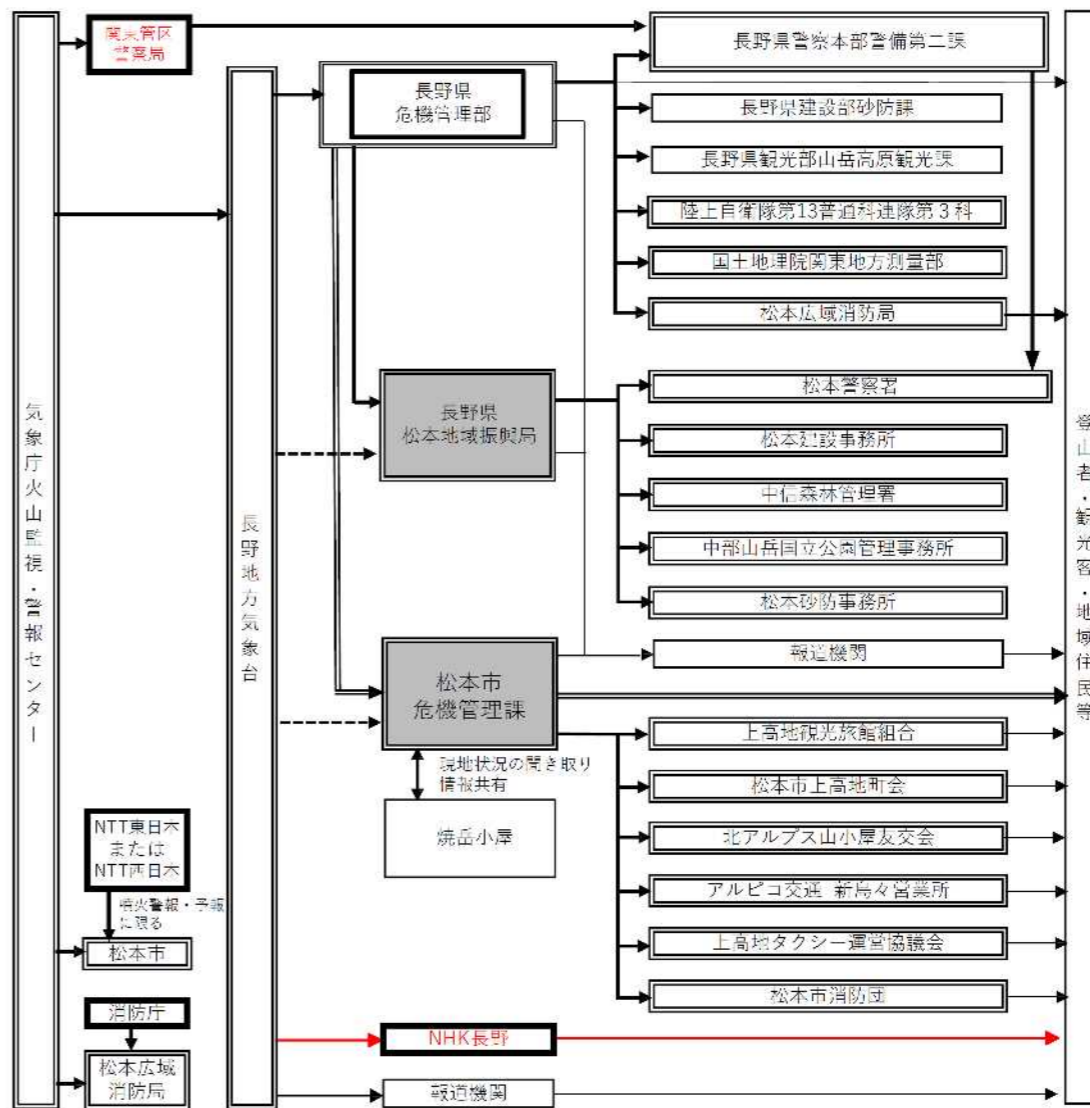 気象庁火山監視・警報センター
関東管区
警察局
長野地方気象台
長野県
危機管理部
長野県警察本部警備第二課
長野県建設部砂防課
長野県観光部山岳高原観光課
陸上自衛隊第13普通科連隊第3科
国土地理院関東地方測量部
松本広域消防局
長野県
松本地域振興局
松本警察署
松本建設事務所
中信森林管理署
中部山岳国立公園管理事務所
松本砂防事務所
報道機関
松本市
危機管理課
現地状況の聞き取り
情報共有
焼岳小屋
上高地観光旅館組合
松本市上高地町会
北アルプス山小屋友交会
アルピコ交通 新島々営業所
上高地タクシー運営協議会
松本市消防団
NTT東日本
または
NTT西日本
噴火警報・予報
に限る
松本市
消防庁
松本広域
消防局
NHK長野
報道機関
登山者・観光客・地域住民等